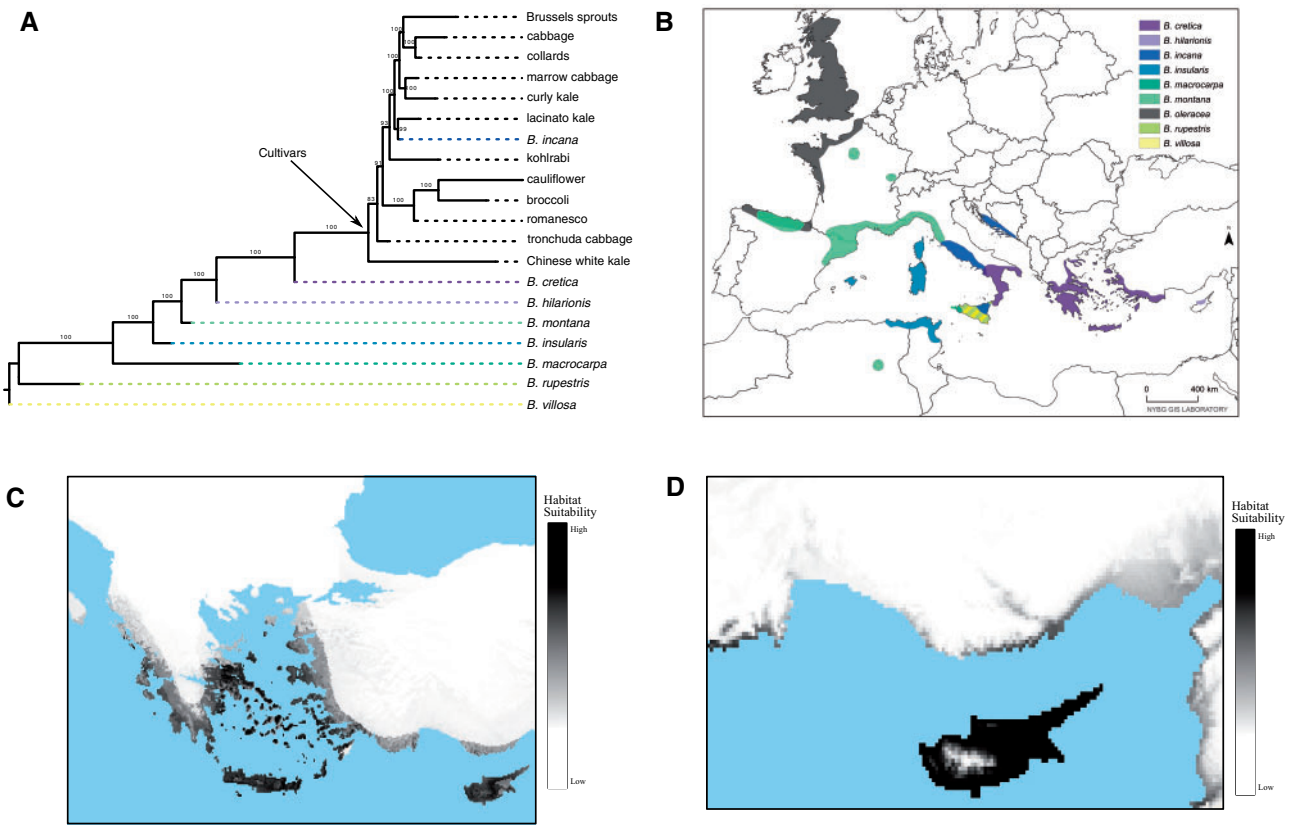 A
Brussels sprouts
cabbage
collards
marrow cabbage
curly kale
lacinato kale
B. incana
kohlrabi
cauliflower
broccoli
romanesco
tronchuda cabbage
Chinese white kale
B. cretica
B. hilarionis
B. montana
B. insularis
B. macrocarpa
B. rupestris
B. villosa
Cultivars
100
100
100
100
100
93
99
91
100
100
83
100
100
100
100
100
100
B
B. cretica
B. hilarionis
B. incana
B. insularis
B. macrocarpa
B. montana
B. oleracea
B. rupestris
B. villosa
N
0 400 km
NYBG GIS LABORATORY
C
Habitat
Suitability
High
Low
D
Habitat
Suitability
High
Low